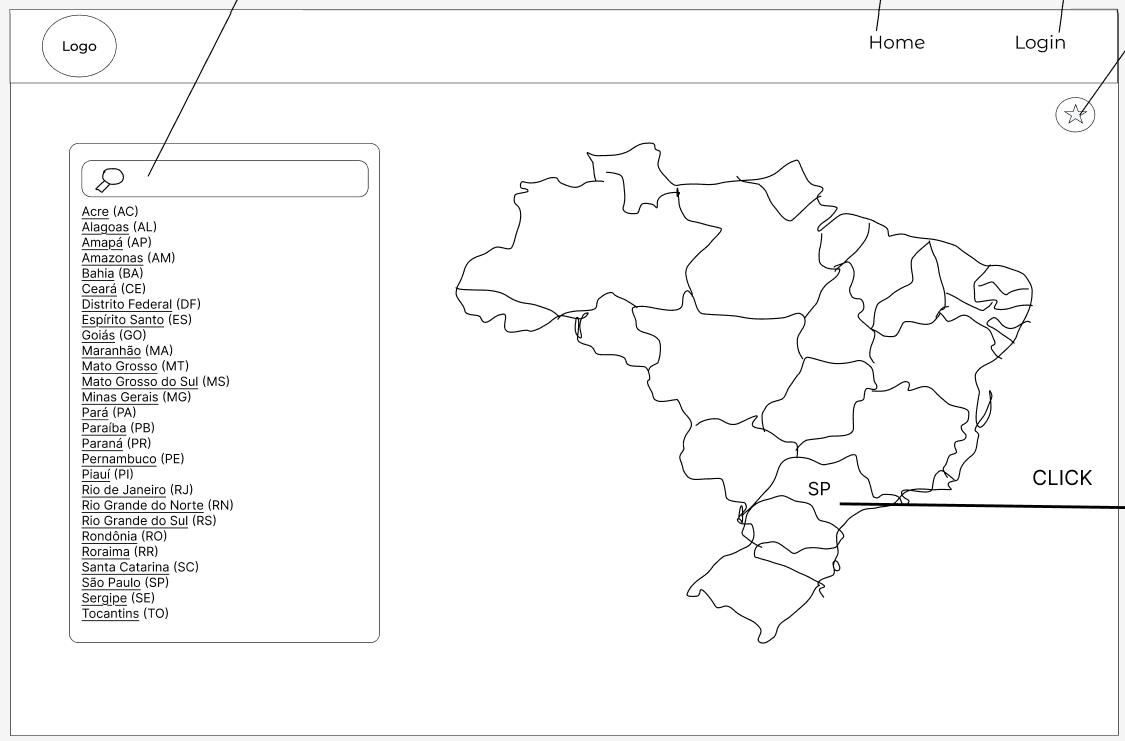 Logo
Home
Login
Acre (AC)
Alagoas (AL)
Amapá (AP)
Amazonas (AM)
Bahia (BA)
Ceará (CE)
Distrito Federal (DF)
Espírito Santo (ES)
Goiás (GO)
Maranhão (MA)
Mato Grosso (MT)
Mato Grosso do Sul (MS)
Minas Gerais (MG)
Pará (PA)
Paraíba (PB)
Paraná (PR)
Pernambuco (PE)
Piauí (PI)
Rio de Janeiro (RJ)
Rio Grande do Norte (RN)
Rio Grande do Sul (RS)
Rondônia (RO)
Roraima (RR)
Santa Catarina (SC)
São Paulo (SP)
Sergipe (SE)
Tocantins (TO)
SP
CLICK